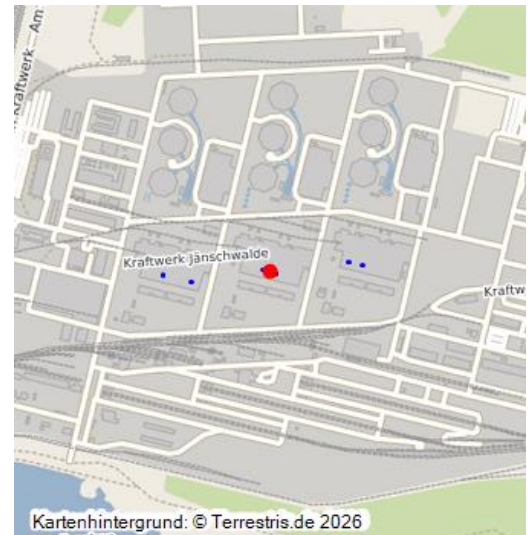 Kraftwerk ... Am
Kraftwerk Jänschwalde
Kraftw
Kartenhintergrund: © Terrestris.de 2026